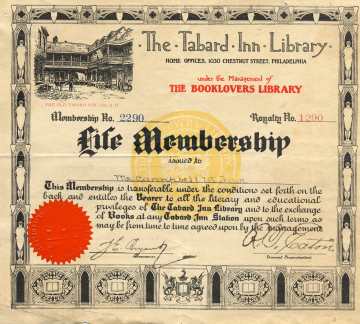 The · Tabard · Inn · Library ·
HOME OFFICES, 1030 CHESTNUT STREET, PHILADELPHIA
under the Management of
THE BOOKLOVERS LIBRARY
Membership No. 2290
Royalty No. 1290
Life Membership
issued to
This Membership is transferable under the conditions set forth on the
back and entitles the Bearer to all the literary and educational
privileges of The Tabard Inn Library and to the exchange
of Books at any Tabard Inn Station upon such terms as
may be from time to time agreed upon by the management